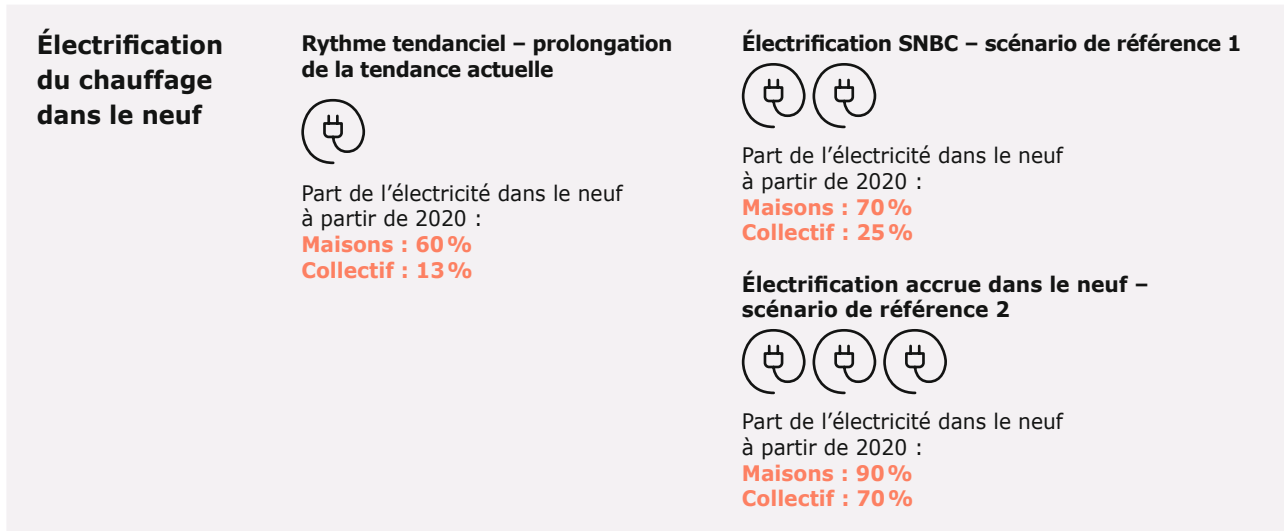 Électrification
du chauffage
dans le neuf
Rythme tendanciel – prolongation
de la tendance actuelle
Part de l’électricité dans le neuf
à partir de 2020 :
Maisons : 60 %
Collectif : 13 %
Électrification SNBC – scénario de référence 1
Part de l’électricité dans le neuf
à partir de 2020 :
Maisons : 70 %
Collectif : 25 %
Électrification accrue dans le neuf –
scénario de référence 2
Part de l’électricité dans le neuf
à partir de 2020 :
Maisons : 90 %
Collectif : 70 %